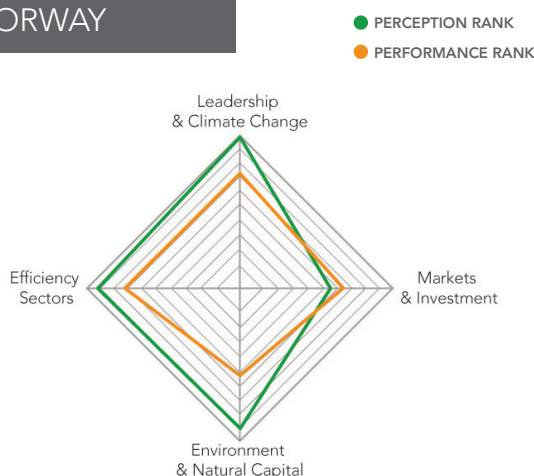 ORWAY
PERCEPTION RANK
PERFORMANCE RANK
Leadership
& Climate Change
Efficiency
Sectors
Markets
& Investment
Environment
& Natural Capital